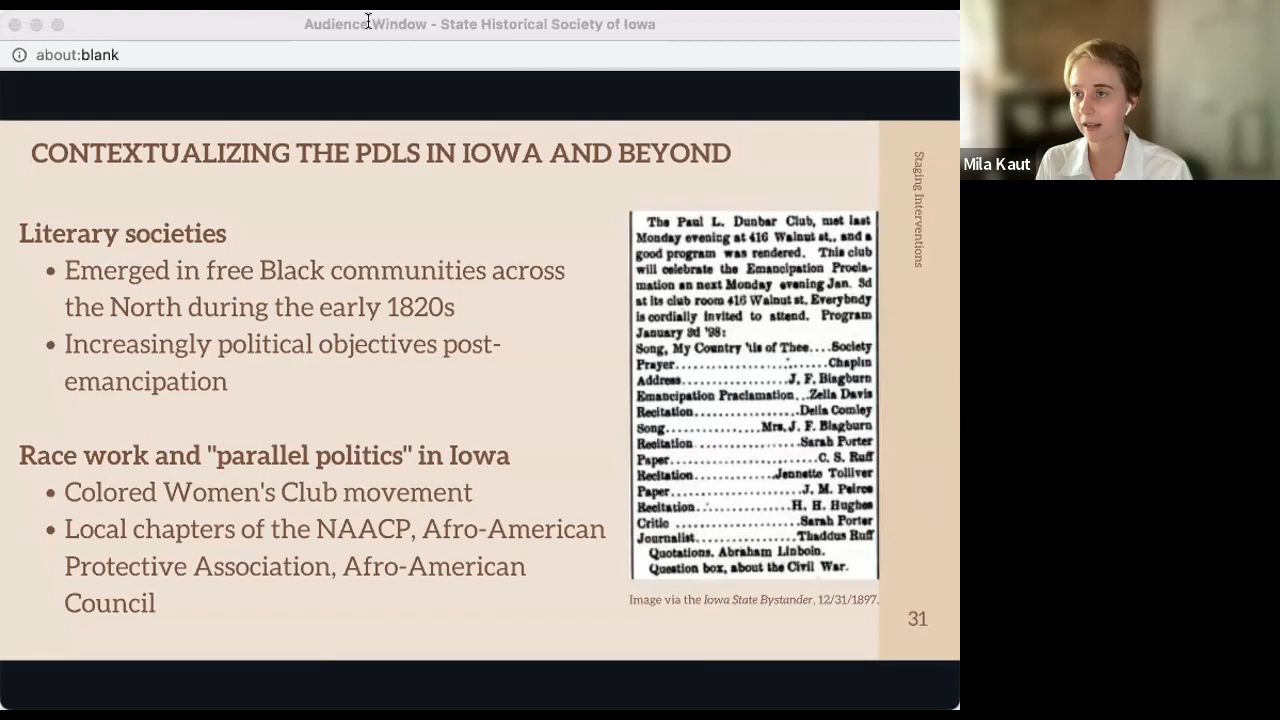 Audience Window - State Historical Society of Iowa
about:blank
CONTEXTUALIZING THE PDLS IN IOWA AND BEYOND
Literary societies
• Emerged in free Black communities across
the North during the early 1820s
• Increasingly political objectives post-
emancipation
Race work and "parallel politics" in Iowa
• Colored Women's Club movement
• Local chapters of the NAACP, Afro-American
Protective Association, Afro-American
Council
The Paul L. Dunbar Club, met last
Monday evening at 416 Walnut st., and a
good program was rendered. This club
will celebrate the Emancipation Procla-
mation an next Monday evening Jan. 3d
at its club room 416 Walnut st. Everybody
is cordially invited to attend. Program
January 3d '98:
Song, My Country 'tis of Thee....Society
Prayer....................Chaplin
Address................J. F. Blagburn
Emancipation Praclamation...Zella Davis
Recitation................Della Comley
Song................Mrs. J. F. Blagburn
Recitation................Sarah Porter
Paper....................C. S. Ruff
Recitation................Jennette Tolliver
Paper....................J. M. Peirce
Recitation................H. H. Hughes
Critic ....................Sarah Porter
Journalist................Thaddus Ruff
Quotations, Abraham Linboin.
Question box, about the Civil War.
Image via the Iowa State Bystander, 12/31/1897.
Staging Interventions
31
Mila Kaut